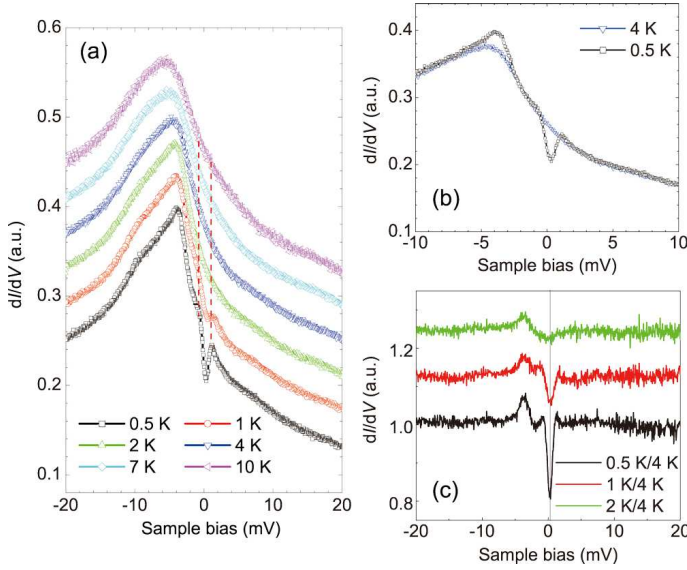 (a)
dI/dV (a.u.)
0.6
0.5
0.4
0.3
0.2
0.1
0.5 K
1 K
2 K
4 K
7 K
10 K
-20
-10
0
10
20
Sample bias (mV)
(b)
dI/dV (a.u.)
0.4
0.3
0.2
0.1
4 K
0.5 K
-10
-5
0
5
10
Sample bias (mV)
(c)
dI/dV (a.u.)
1.2
1.0
0.8
0.5 K/4 K
1 K/4 K
2 K/4 K
-20
-10
0
10
20
Sample bias (mV)